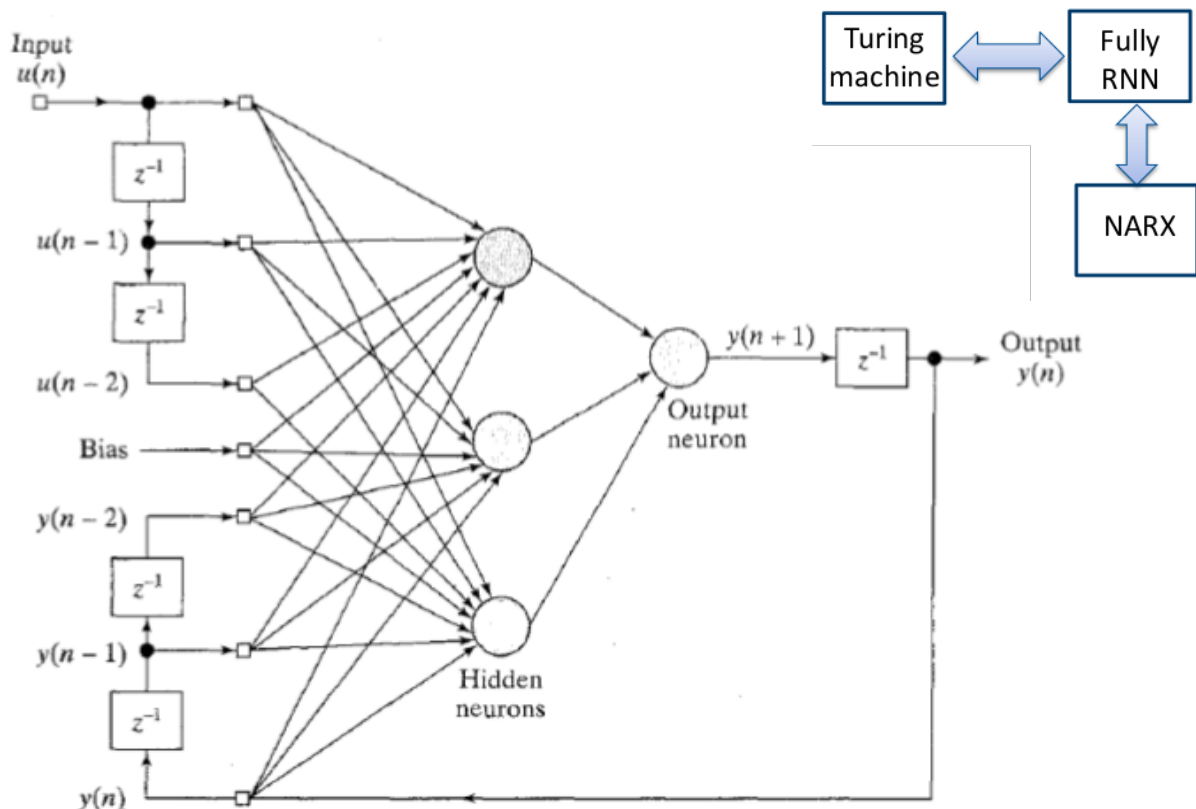 Input
u(n)
z⁻¹
u(n − 1)
z⁻¹
u(n − 2)
Bias
y(n − 2)
z⁻¹
y(n − 1)
z⁻¹
y(n)
Hidden
neurons
Output
neuron
y(n + 1)
z⁻¹
Output
y(n)
Turing
machine
Fully
RNN
NARX